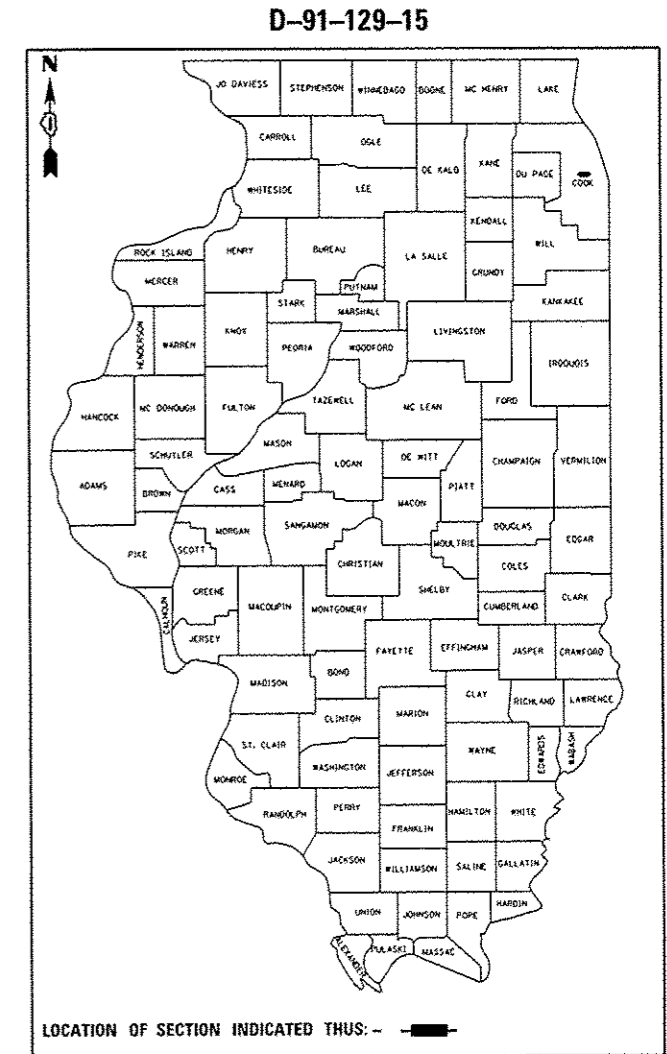 D-91-129-15
N
JO DAVIESS STEPHENSON WINNEBAGO BOONE MC HENRY LAKE
CARROLL OGLE DE KALB KANE DU PAGE COOK
WHITESIDE LEE KENDALL WILL
ROCK ISLAND HENRY BUREAU LA SALLE GRUNDY
MERCER PUTNAM KANKAKEE
STARK MARSHALL LIVINGSTON
HENDERSON WARREN KNOX PEORIA WOODFORD IROQUOIS
HANCOCK MC DONOUGH FULTON TAZEWELL MC LEAN FORD
SCHUYLER MASON LOGAN DE WITT CHAMPAIGN VERMILION
ADAMS BROWN CASS MENARD MACON PIATT
PIKE SCOTT MORGAN SANGAMON CHRISTIAN MOULTRIE DOUGLAS EDGAR
COLES
CALHOUN GREENE MACOUPIN MONTGOMERY SHELBY CUMBERLAND CLARK
JERSEY FAYETTE EFFINGHAM JASPER CRAWFORD
MADISON BOND CLAY RICHLAND LAWRENCE
CLINTON MARION
ST. CLAIR WAYNE EDWARDS WABASH
MONROE WASHINGTON JEFFERSON
RANDOLPH PERRY HAMILTON WHITE
FRANKLIN
JACKSON WILLIAMSON SALINE GALLATIN
UNION JOHNSON POPE HARDIN
ALEXANDER PULASKI MASSAC
LOCATION OF SECTION INDICATED THUS: -